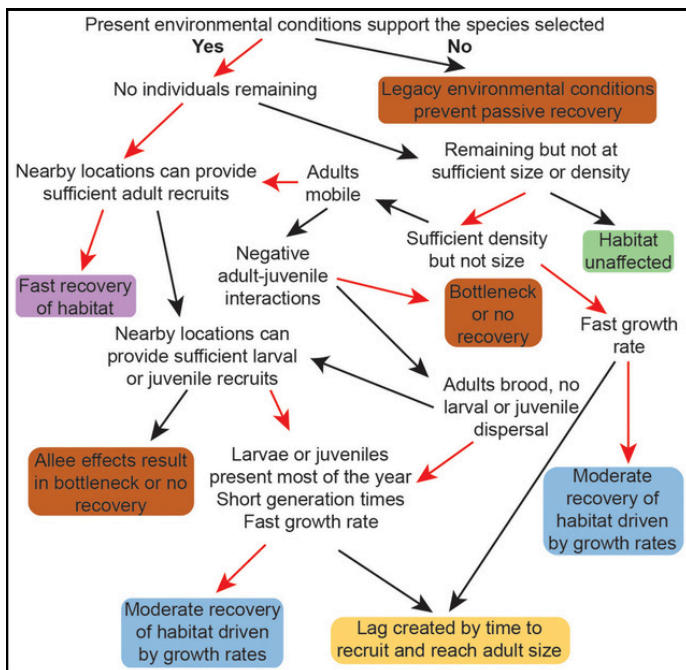 Present environmental conditions support the species selected
Yes
No
No individuals remaining
Legacy environmental conditions
prevent passive recovery
Nearby locations can provide
sufficient adult recruits
Adults
mobile
Remaining but not at
sufficient size or density
Negative
adult-juvenile
interactions
Sufficient density
but not size
Habitat
unaffected
Fast recovery
of habitat
Bottleneck
or no
recovery
Fast growth
rate
Nearby locations can
provide sufficient larval
or juvenile recruits
Adults brood, no
larval or juvenile
dispersal
Allee effects result
in bottleneck or no
recovery
Larvae or juveniles
present most of the year
Short generation times
Fast growth rate
Moderate
recovery of
habitat driven
by growth rates
Moderate recovery
of habitat driven
by growth rates
Lag created by time to
recruit and reach adult size